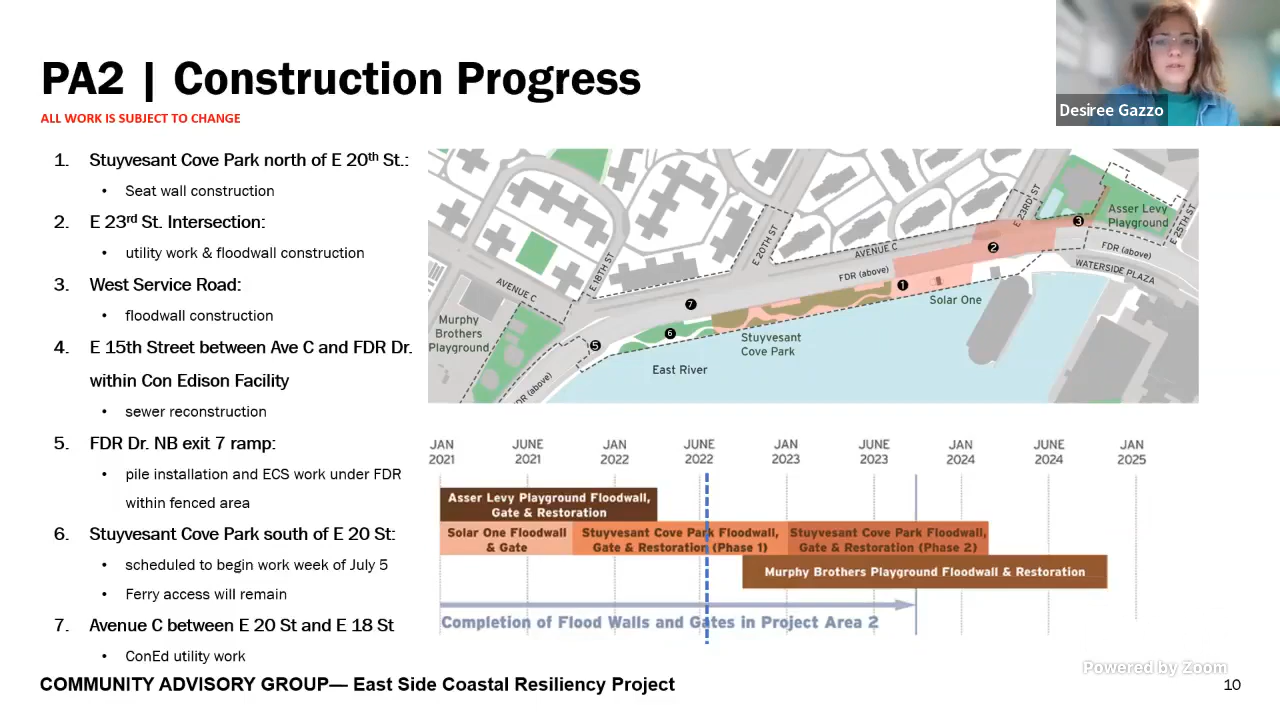 PA2 | Construction Progress
ALL WORK IS SUBJECT TO CHANGE
Desiree Gazzo
1. Stuyvesant Cove Park north of E 20th St.:
• Seat wall construction
2. E 23rd St. Intersection:
• utility work & floodwall construction
3. West Service Road:
• floodwall construction
4. E 15th Street between Ave C and FDR Dr.
within Con Edison Facility
• sewer reconstruction
5. FDR Dr. NB exit 7 ramp:
• pile installation and ECS work under FDR
within fenced area
6. Stuyvesant Cove Park south of E 20 St:
• scheduled to begin work week of July 5
• Ferry access will remain
7. Avenue C between E 20 St and E 18 St
• ConEd utility work
E 23RD ST
Asser Levy
Playground
E 25TH ST
3
2
FDR (above)
WATERSIDE PLAZA
E 20TH ST
AVENUE C
FDR (above)
1
Solar One
E 18TH ST
AVENUE C
7
Murphy
Brothers
Playground
6
5
Stuyvesant
Cove Park
East River
DR (above)
JAN
2021
JUNE
2021
JAN
2022
JUNE
2022
JAN
2023
JUNE
2023
JAN
2024
JUNE
2024
JAN
2025
Asser Levy Playground Floodwall,
Gate & Restoration
Solar One Floodwall
& Gate
Stuyvesant Cove Park Floodwall,
Gate & Restoration (Phase 1)
Stuyvesant Cove Park Floodwall,
Gate & Restoration (Phase 2)
Murphy Brothers Playground Floodwall & Restoration
Completion of Flood Walls and Gates in Project Area 2
Powered by Zoom
COMMUNITY ADVISORY GROUP— East Side Coastal Resiliency Project
10